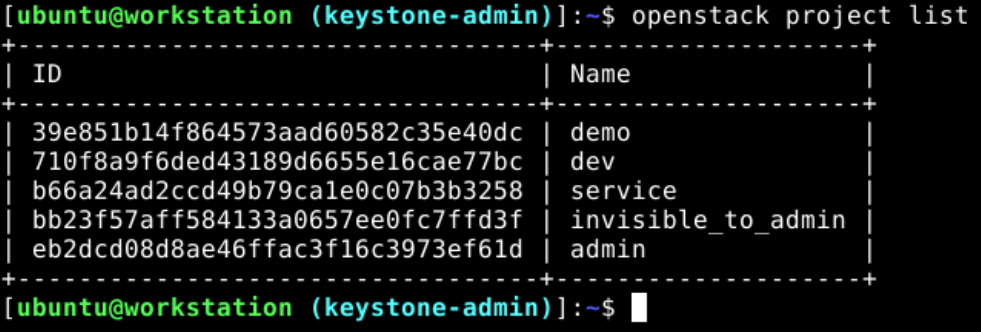 [ubuntu@workstation (keystone-admin)]:~$ openstack project list
+----------------------------------+--------------------+
| ID                               | Name               |
+----------------------------------+--------------------+
| 39e851b14f864573aad60582c35e40dc | demo               |
| 710f8a9f6ded43189d6655e16cae77bc | dev                |
| b66a24ad2ccd49b79ca1e0c07b3b3258 | service            |
| bb23f57aff584133a0657ee0fc7ffd3f | invisible_to_admin |
| eb2dcd08d8ae46ffac3f16c3973ef61d | admin              |
+----------------------------------+--------------------+
[ubuntu@workstation (keystone-admin)]:~$